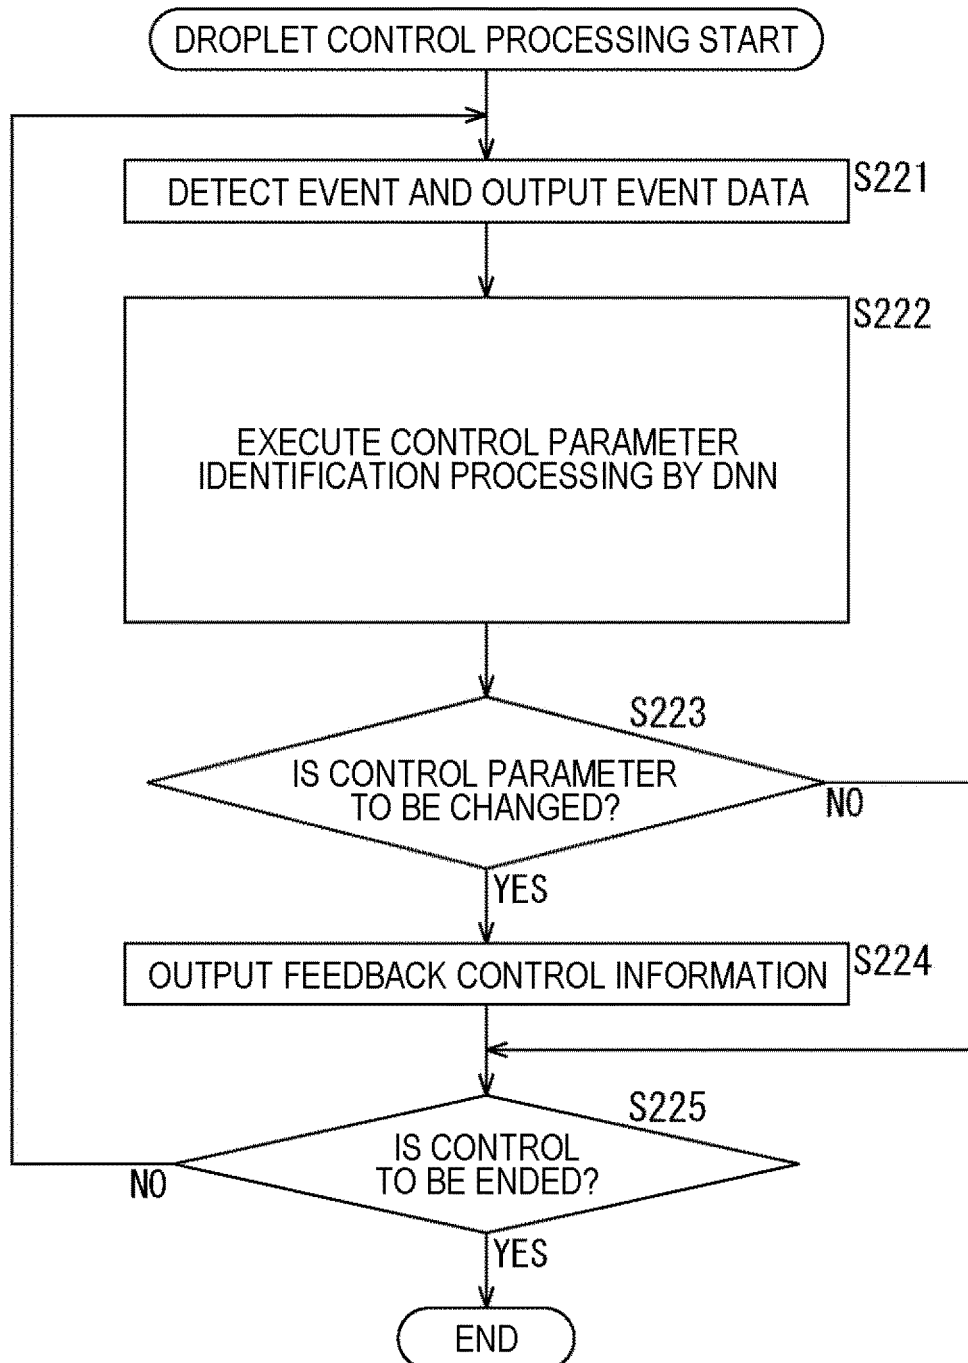 DROPLET CONTROL PROCESSING START
S221
DETECT EVENT AND OUTPUT EVENT DATA
S222
EXECUTE CONTROL PARAMETER
IDENTIFICATION PROCESSING BY DNN
S223
IS CONTROL PARAMETER
TO BE CHANGED?
NO
YES
S224
OUTPUT FEEDBACK CONTROL INFORMATION
S225
IS CONTROL
TO BE ENDED?
NO
YES
END